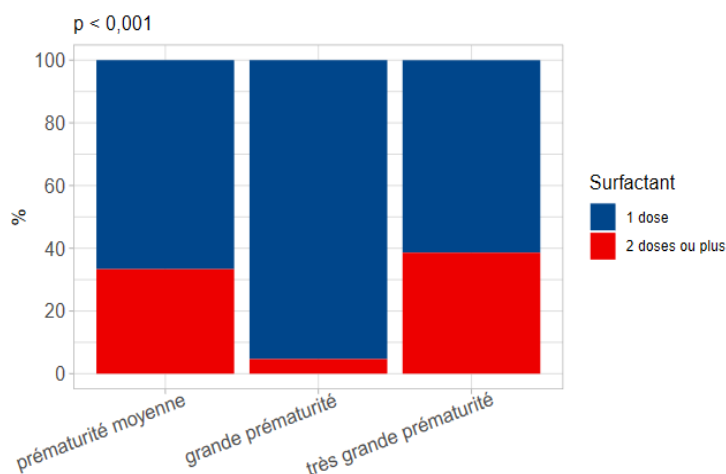 p < 0,001
100
80
60
40
20
0
%
prématurité moyenne
grande prématurité
très grande prématurité
Surfactant
1 dose
2 doses ou plus